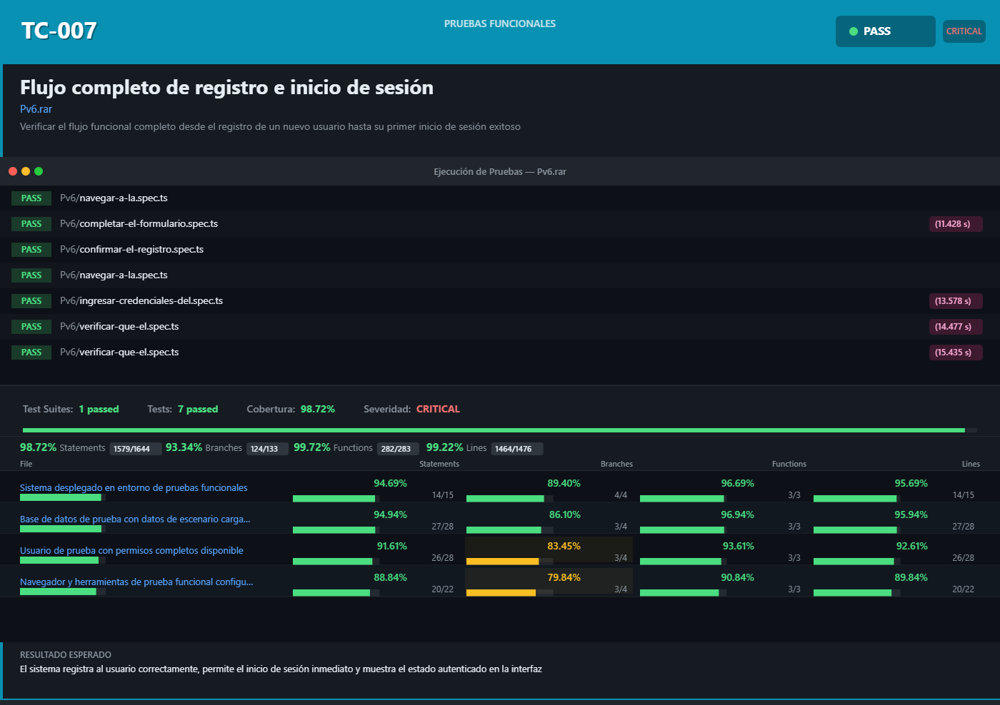 TC-007
PRUEBAS FUNCIONALES
PASS
CRITICAL
Flujo completo de registro e inicio de sesión
Pv6.rar
Verificar el flujo funcional completo desde el registro de un nuevo usuario hasta su primer inicio de sesión exitoso
Ejecución de Pruebas — Pv6.rar
PASS Pv6/navegar-a-la.spec.ts
PASS Pv6/completar-el-formulario.spec.ts (11.428 s)
PASS Pv6/confirmar-el-registro.spec.ts
PASS Pv6/navegar-a-la.spec.ts
PASS Pv6/ingresar-credenciales-del.spec.ts (13.578 s)
PASS Pv6/verificar-que-el.spec.ts (14.477 s)
PASS Pv6/verificar-que-el.spec.ts (15.435 s)
Test Suites: 1 passed Tests: 7 passed Cobertura: 98.72% Severidad: CRITICAL
98.72% Statements 1579/1644 93.34% Branches 124/133 99.72% Functions 282/283 99.22% Lines 1464/1476
File Statements Branches Functions Lines
Sistema desplegado en entorno de pruebas funcionales 94.69% 14/15 89.40% 4/4 96.69% 3/3 95.69% 14/15
Base de datos de prueba con datos de escenario carga... 94.94% 27/28 86.10% 3/4 96.94% 3/3 95.94% 27/28
Usuario de prueba con permisos completos disponible 91.61% 26/28 83.45% 3/4 93.61% 3/3 92.61% 26/28
Navegador y herramientas de prueba funcional configu... 88.84% 20/22 79.84% 3/4 90.84% 3/3 89.84% 20/22
RESULTADO ESPERADO
El sistema registra al usuario correctamente, permite el inicio de sesión inmediato y muestra el estado autenticado en la interfaz